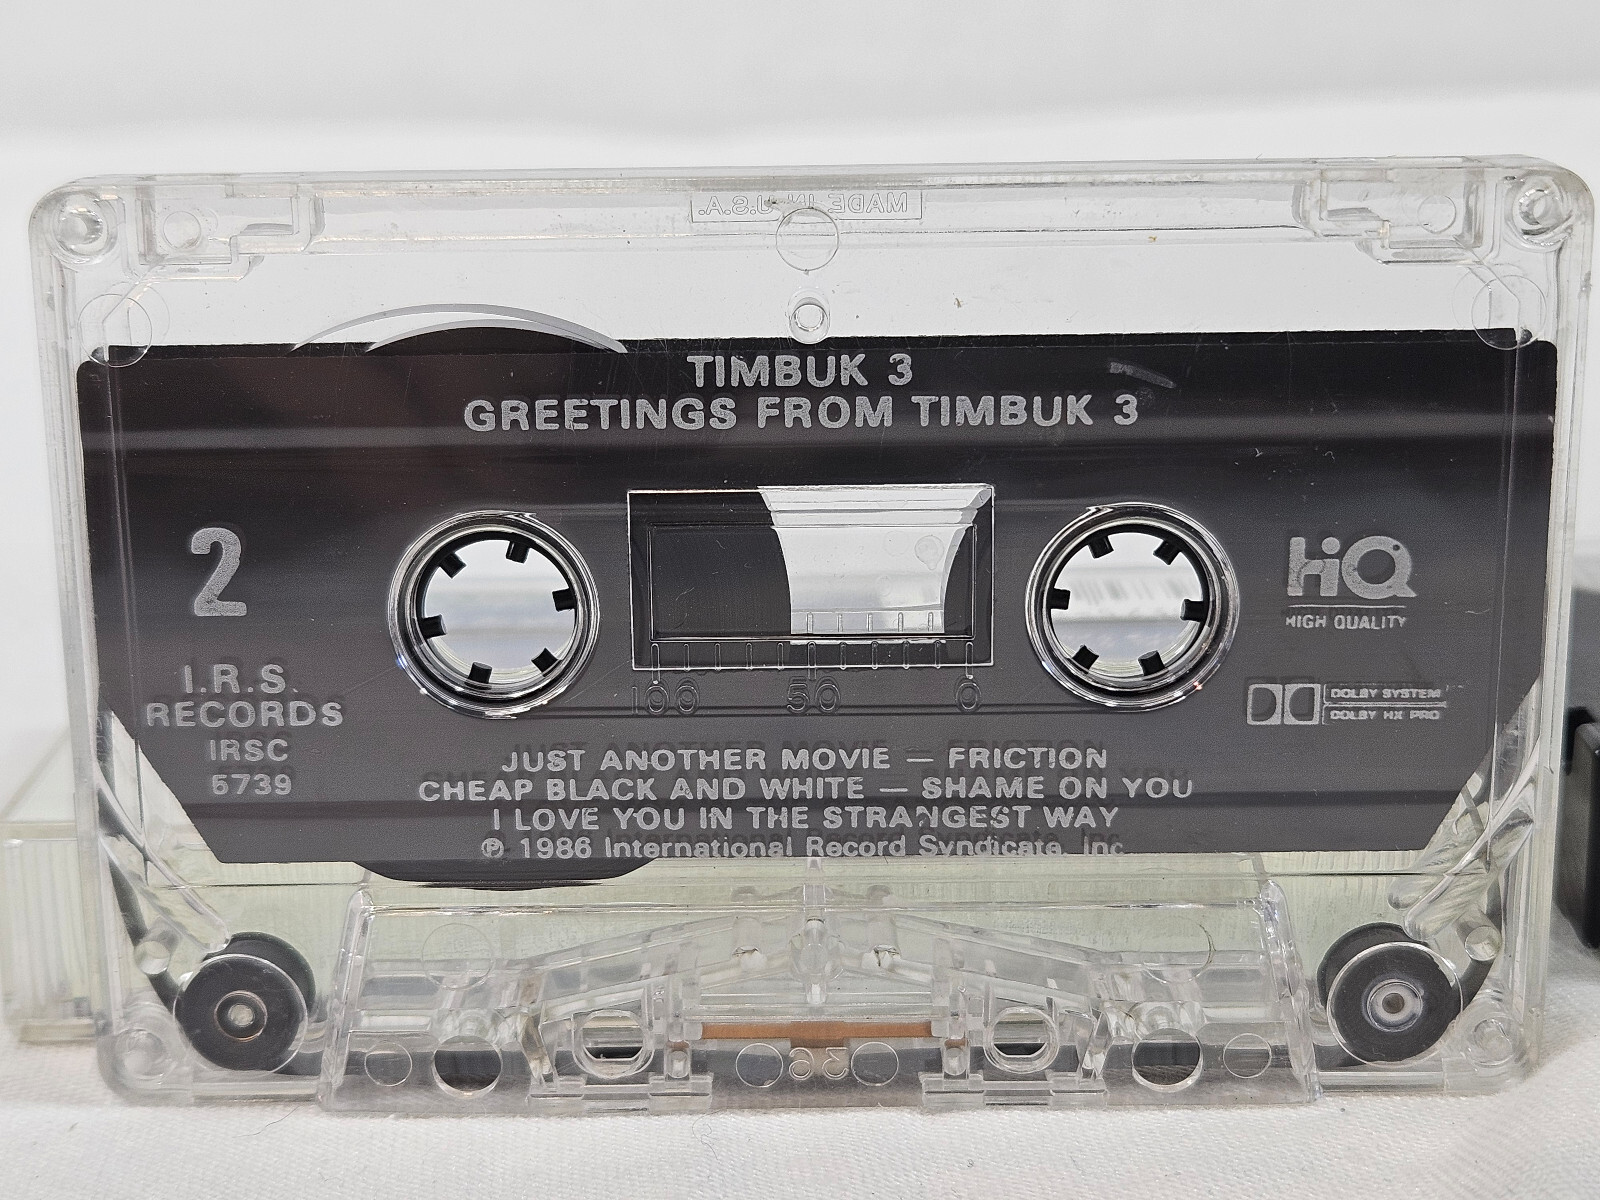 MADE IN U.S.A.
TIMBUK 3
GREETINGS FROM TIMBUK 3
2
HiQ
HIGH QUALITY
I.R.S.
RECORDS
IRSC
5739
DOLBY SYSTEM
DOLBY HX PRO
100 50 0
JUST ANOTHER MOVIE — FRICTION
CHEAP BLACK AND WHITE — SHAME ON YOU
I LOVE YOU IN THE STRANGEST WAY
℗ 1986 International Record Syndicate, Inc.